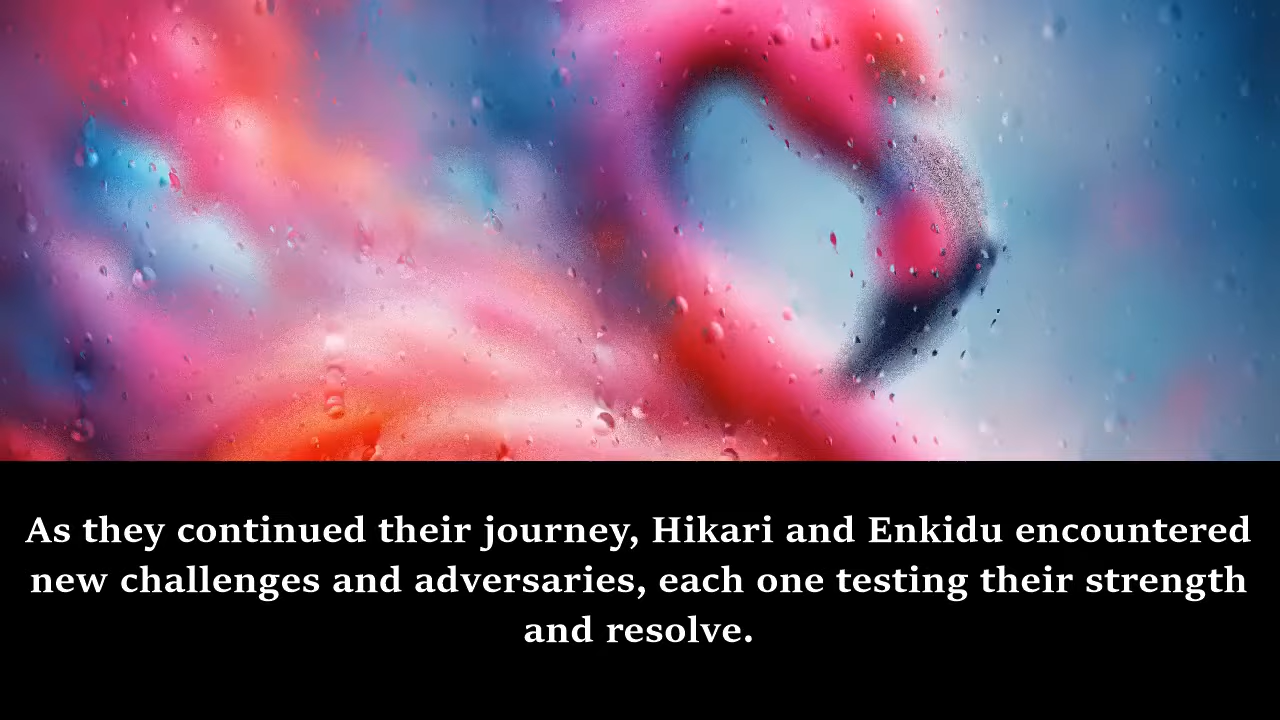 As they continued their journey, Hikari and Enkidu encountered
new challenges and adversaries, each one testing their strength
and resolve.